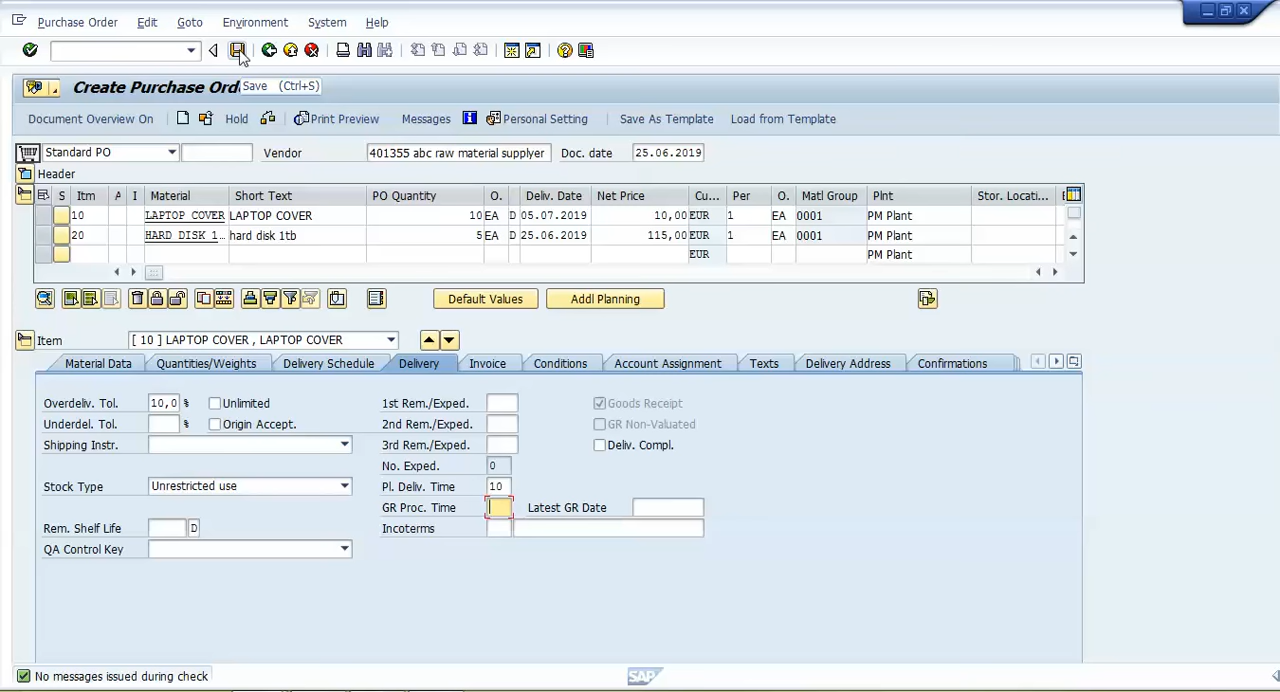 Purchase Order Edit Goto Environment System Help
Create Purchase Ord
Save (Ctrl+S)
Document Overview On Hold Print Preview Messages Personal Setting Save As Template Load from Template
Standard PO Vendor 401355 abc raw material supplyer Doc. date 25.06.2019
Header
S Itm A I Material Short Text PO Quantity O. Deliv. Date Net Price Cu... Per O. Matl Group Plnt Stor. Locati...
10 LAPTOP COVER LAPTOP COVER 10 EA D 05.07.2019 10,00 EUR 1 EA 0001 PM Plant
20 HARD DISK 1... hard disk 1tb 5 EA D 25.06.2019 115,00 EUR 1 EA 0001 PM Plant
EUR PM Plant
Default Values Addl Planning
Item [ 10 ] LAPTOP COVER , LAPTOP COVER
Material Data Quantities/Weights Delivery Schedule Delivery Invoice Conditions Account Assignment Texts Delivery Address Confirmations
Overdeliv. Tol. 10,0 % Unlimited 1st Rem./Exped. Goods Receipt
Underdel. Tol. % Origin Accept. 2nd Rem./Exped. GR Non-Valuated
Shipping Instr. 3rd Rem./Exped. Deliv. Compl.
No. Exped. 0
Stock Type Unrestricted use Pl. Deliv. Time 10
GR Proc. Time Latest GR Date
Rem. Shelf Life D Incoterms
QA Control Key
No messages issued during check
SAP